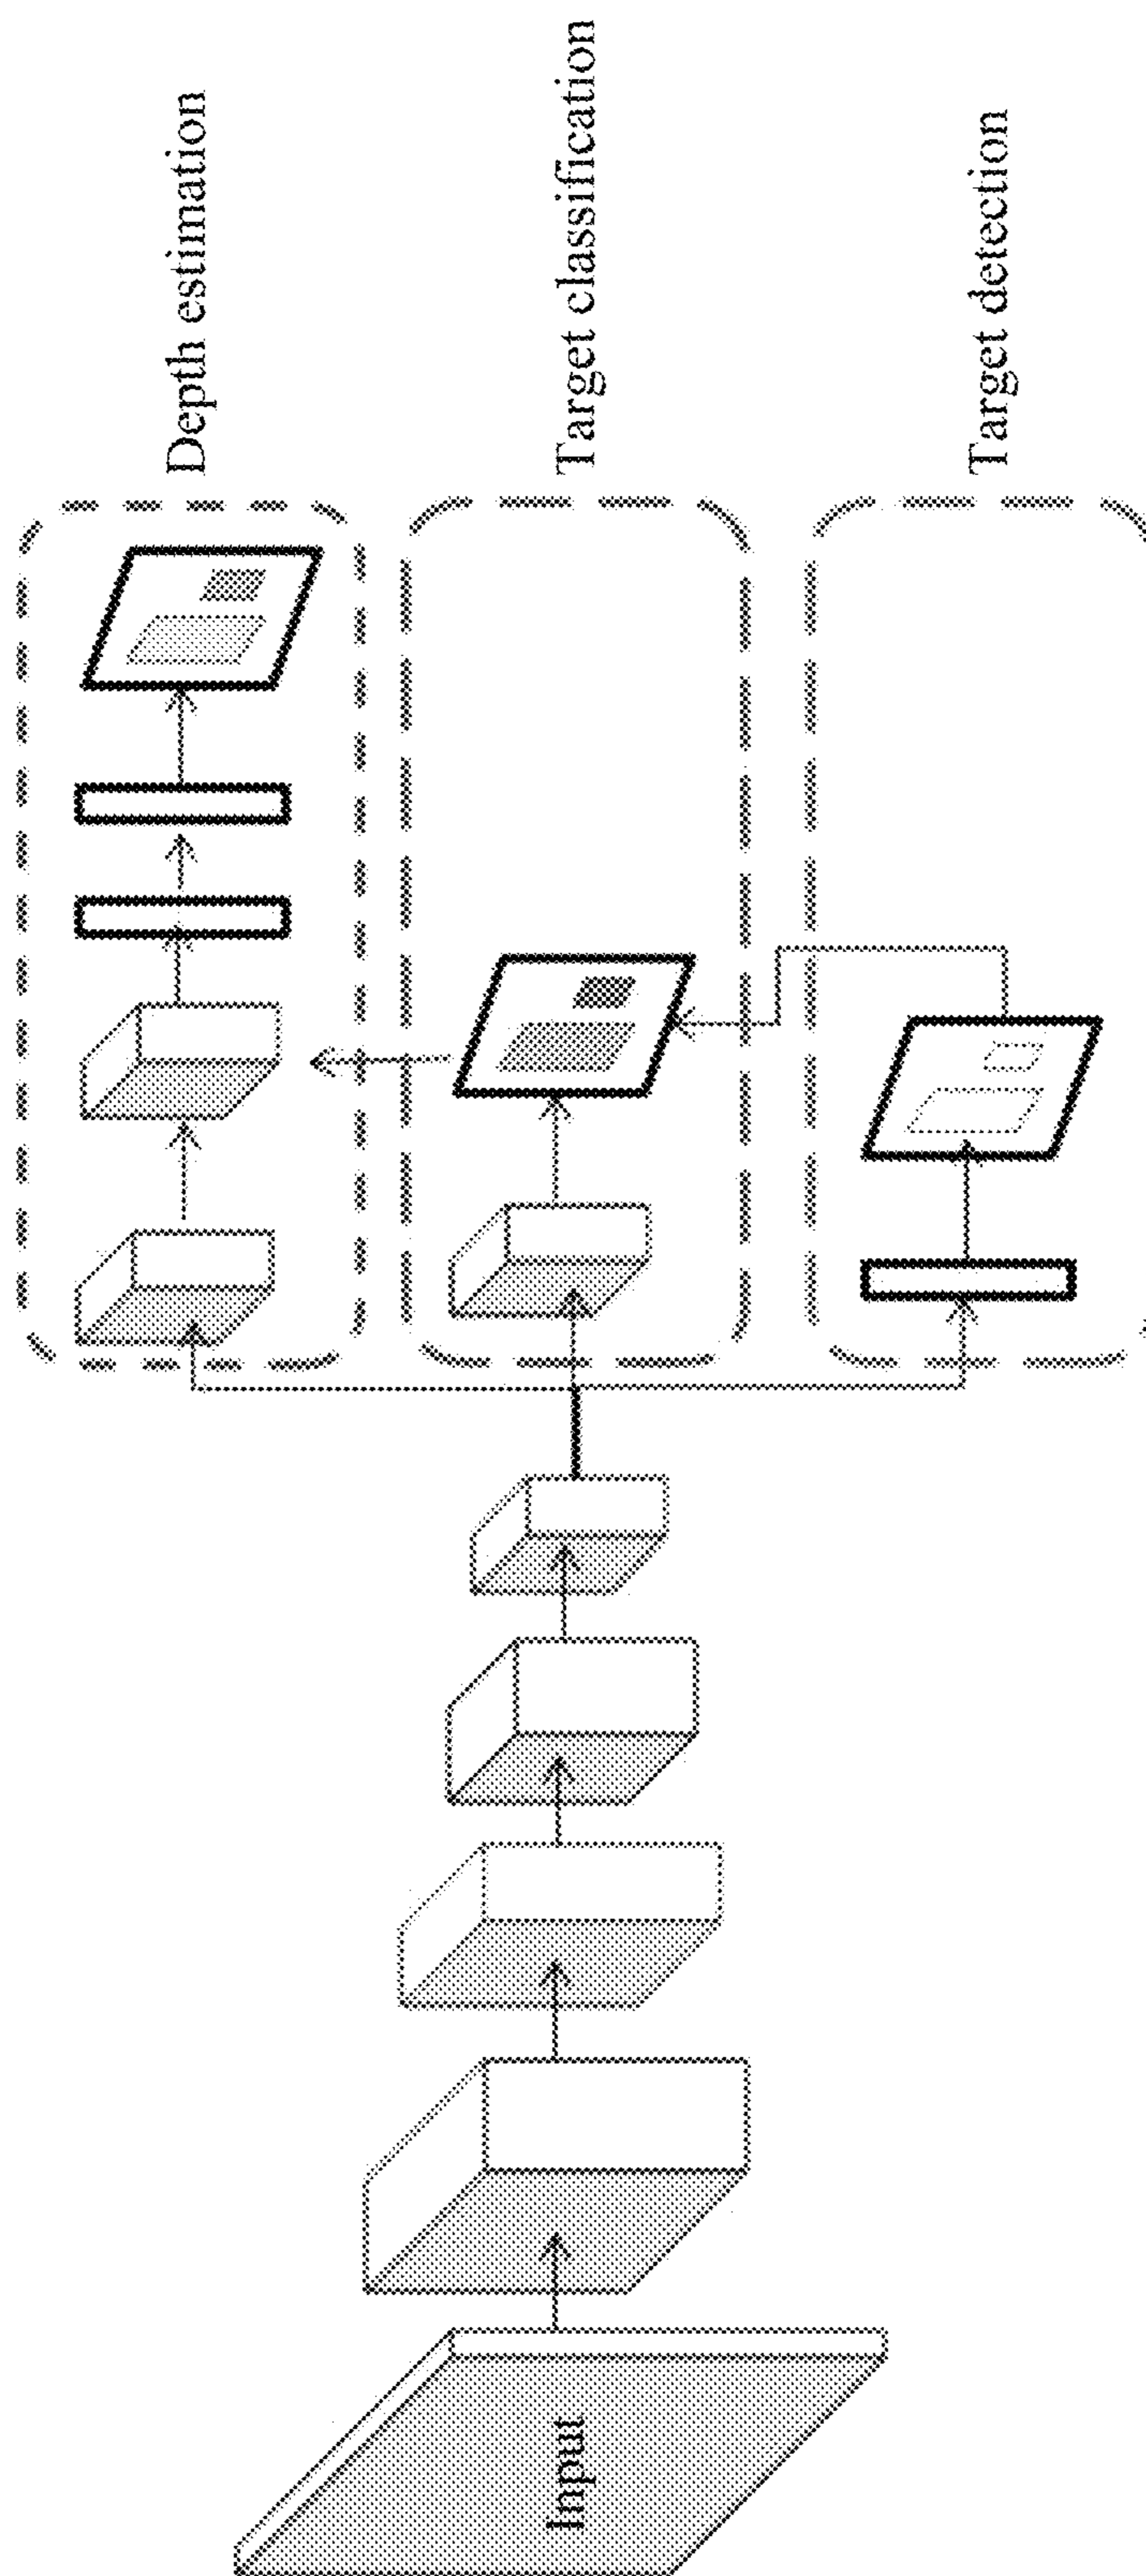 Input
Depth estimation
Target classification
Target detection